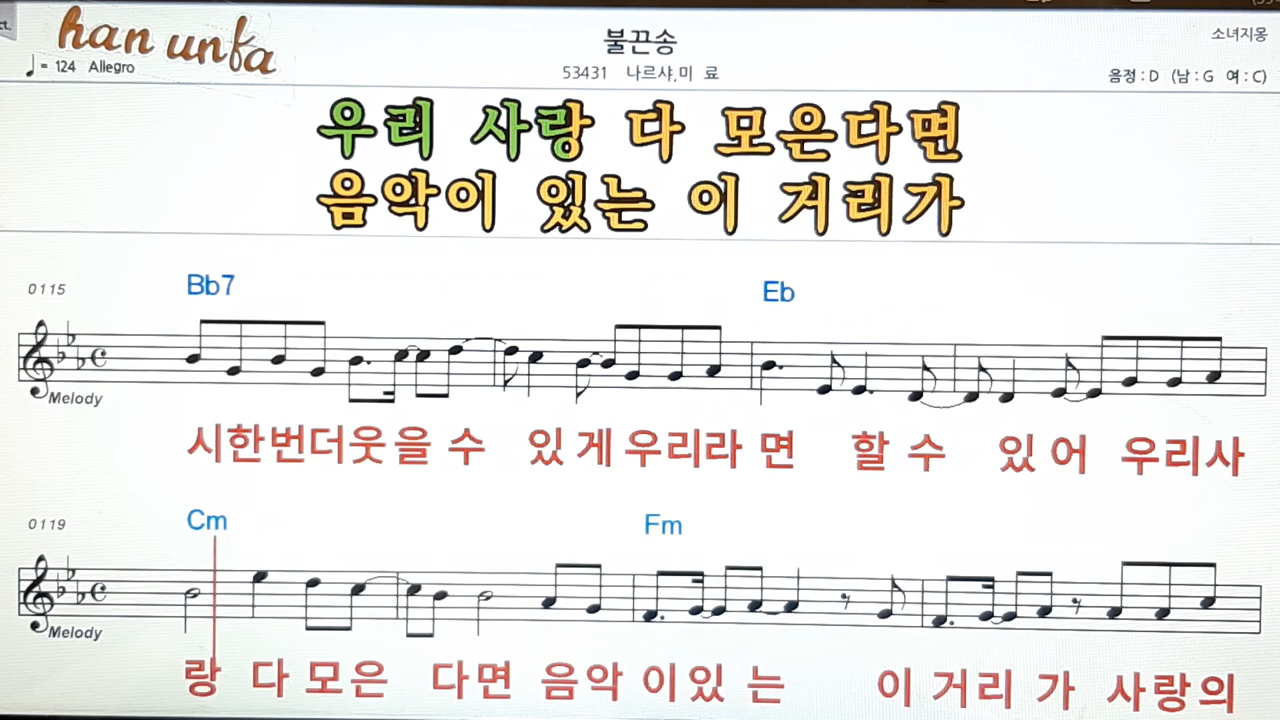 ct.
han unfa
♩= 124 Allegro
불끈송
53431 나르샤,미 료
소녀지몽
음정 : D (남 : G 여 : C)
우리 사랑 다 모은다면
음악이 있는 이 거리가
0115
Bb7 Eb
Melody
시한번더웃을 수 있게우리라 면 할 수 있 어 우리사
0119
Cm Fm
Melody
랑 다모은 다면 음악 이있 는 이거리 가 사랑의